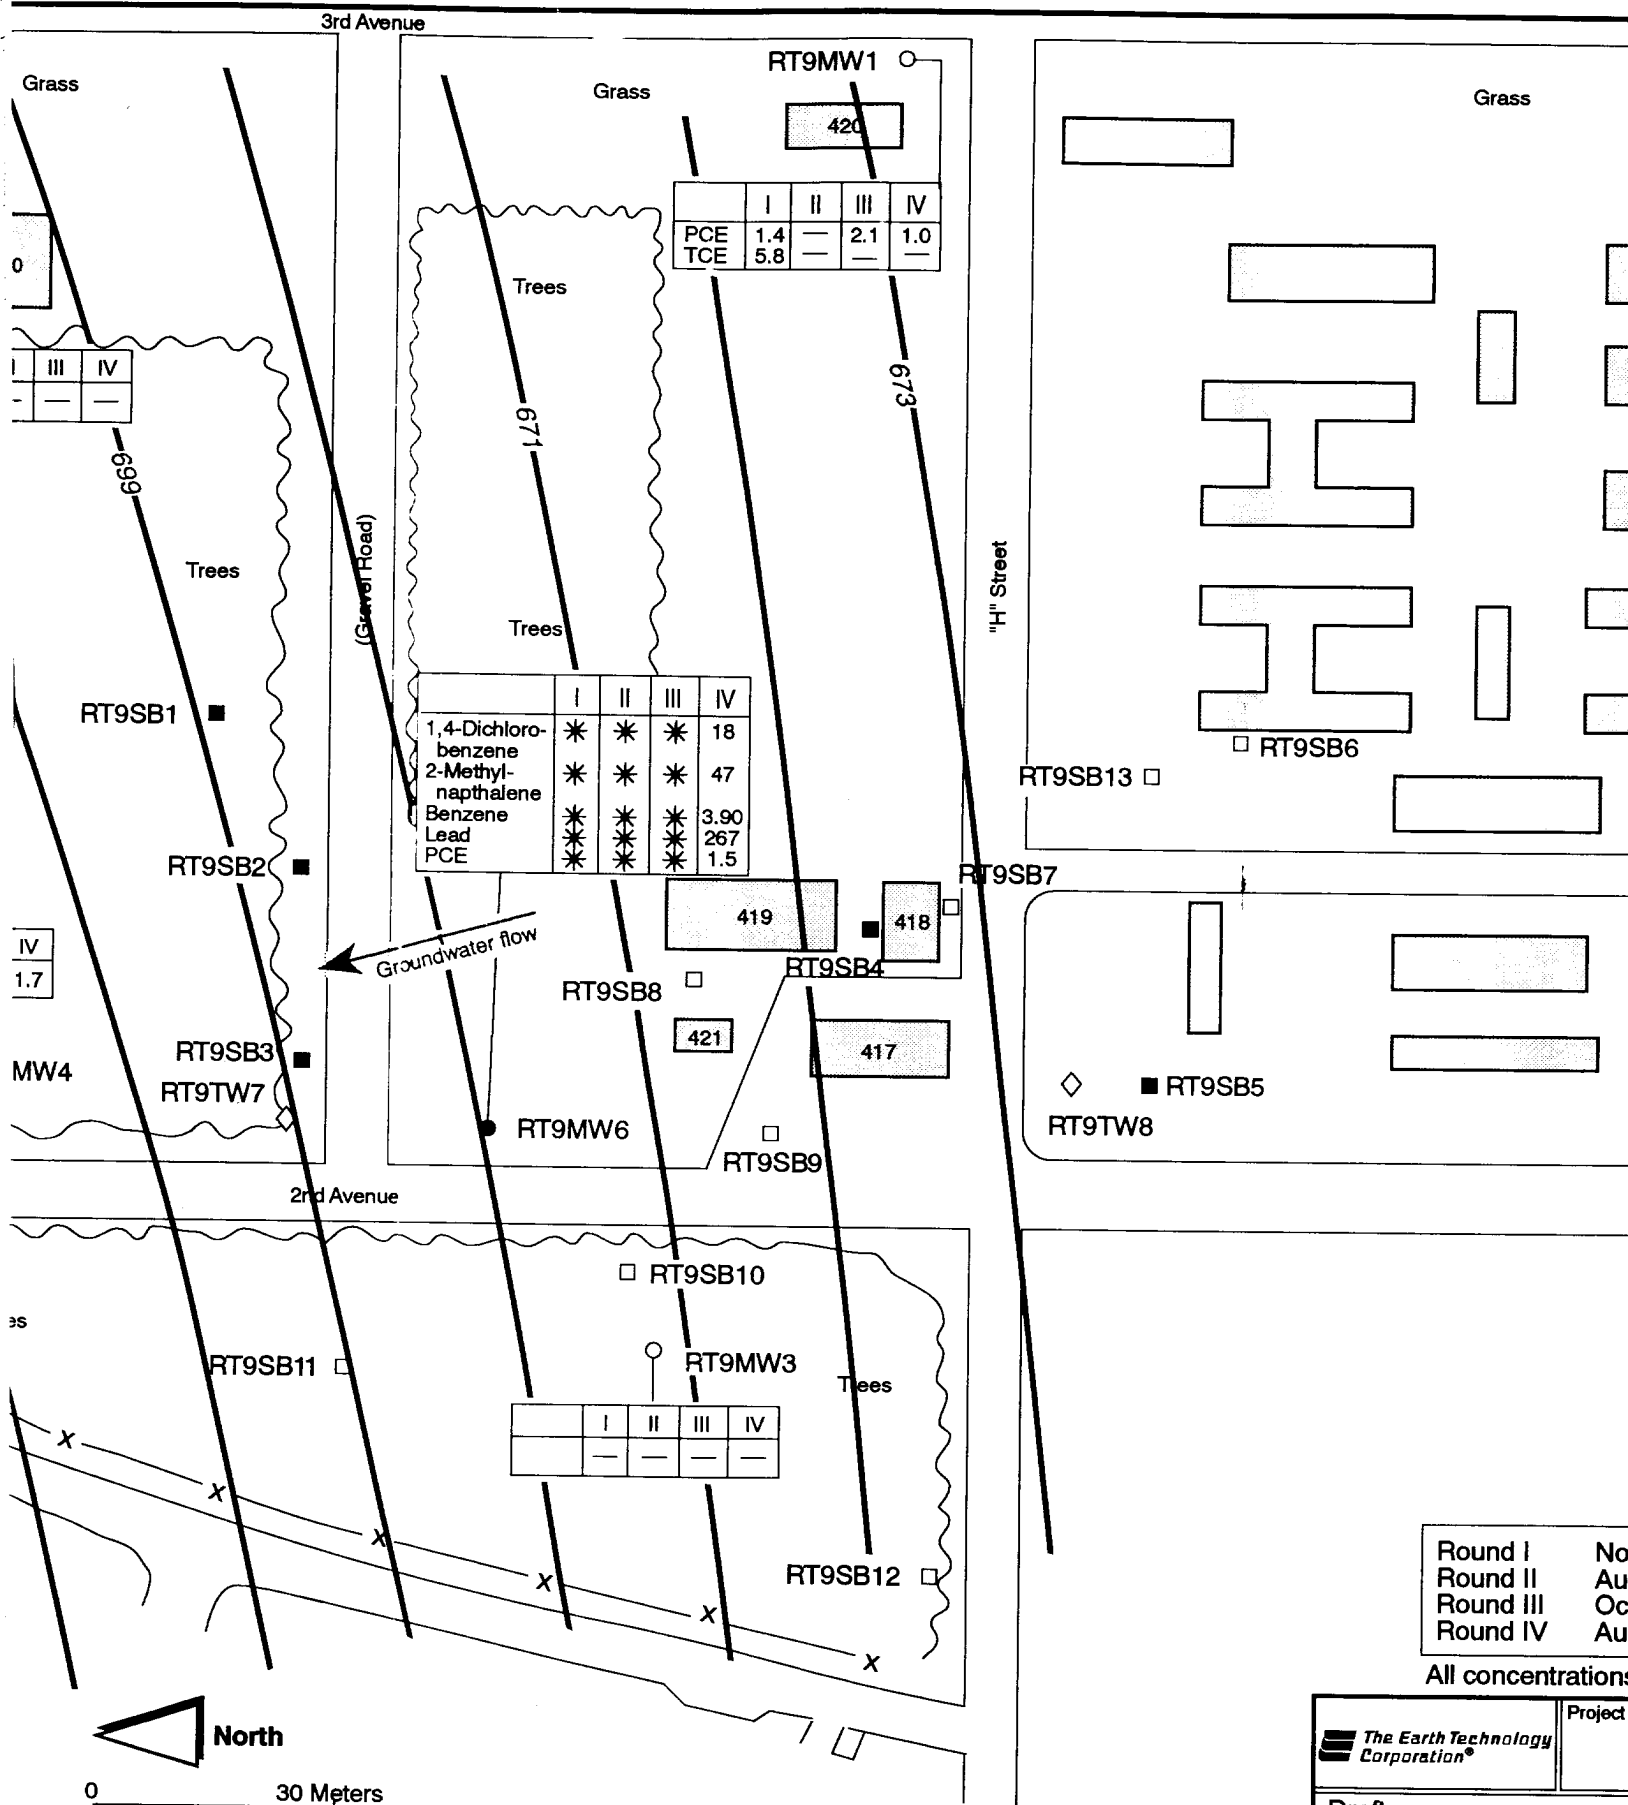 3rd Avenue
Grass
Grass
Grass
RT9MW1
420
I II III IV
PCE 1.4 — 2.1 1.0
TCE 5.8 — — —
0
Trees
III IV
— —
673
671
669
Trees
(Gravel Road)
"H" Street
Trees
RT9SB1
I II III IV
1,4-Dichloro- ✳ ✳ ✳ 18
benzene
2-Methyl- ✳ ✳ ✳ 47
napthalene
Benzene ✳ ✳ ✳ 3.90
Lead ✳ ✳ ✳ 267
PCE ✳ ✳ ✳ 1.5
RT9SB6
RT9SB13
RT9SB2
RT9SB7
419
418
Groundwater flow
IV
1.7
RT9SB4
RT9SB8
421
417
RT9SB3
MW4
RT9TW7
RT9SB5
RT9TW8
RT9MW6
RT9SB9
2nd Avenue
RT9SB10
es
RT9SB11
RT9MW3
Trees
I II III IV
— — — —
X
X
X
X
X
X
RT9SB12
Round I No
Round II Au
Round III Oc
Round IV Au
All concentrations
North
0 30 Meters
The Earth Technology
Corporation®
Project